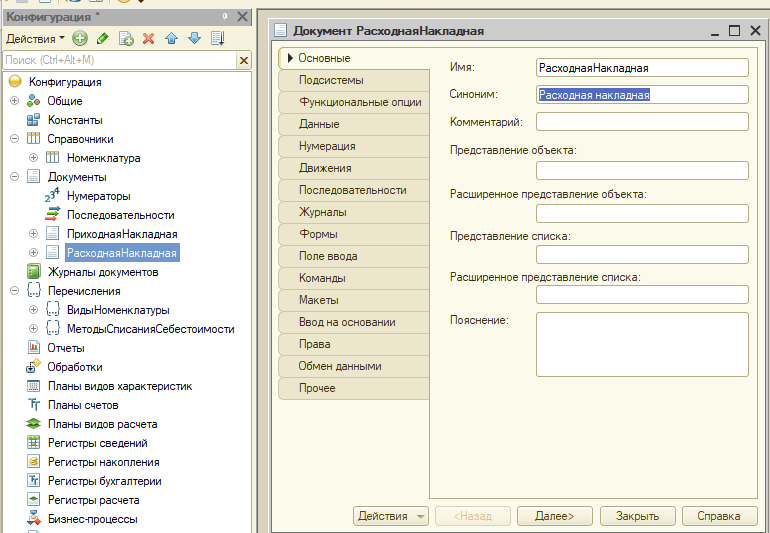 Конфигурация *
Действия
Поиск (Ctrl+Alt+M)
Конфигурация
Общие
Константы
Справочники
Номенклатура
Документы
Нумераторы
Последовательности
ПриходнаяНакладная
РасходнаяНакладная
Журналы документов
Перечисления
ВидыНоменклатуры
МетодыСписанияСебестоимости
Отчеты
Обработки
Планы видов характеристик
Планы счетов
Планы видов расчета
Регистры сведений
Регистры накопления
Регистры бухгалтерии
Регистры расчета
Бизнес-процессы
Документ РасходнаяНакладная
Основные
Подсистемы
Функциональные опции
Данные
Нумерация
Движения
Последовательности
Журналы
Формы
Поле ввода
Команды
Макеты
Ввод на основании
Права
Обмен данными
Прочее
Имя: РасходнаяНакладная
Синоним: Расходная накладная
Комментарий:
Представление объекта:
Расширенное представление объекта:
Представление списка:
Расширенное представление списка:
Пояснение:
Действия <Назад Далее> Закрыть Справка